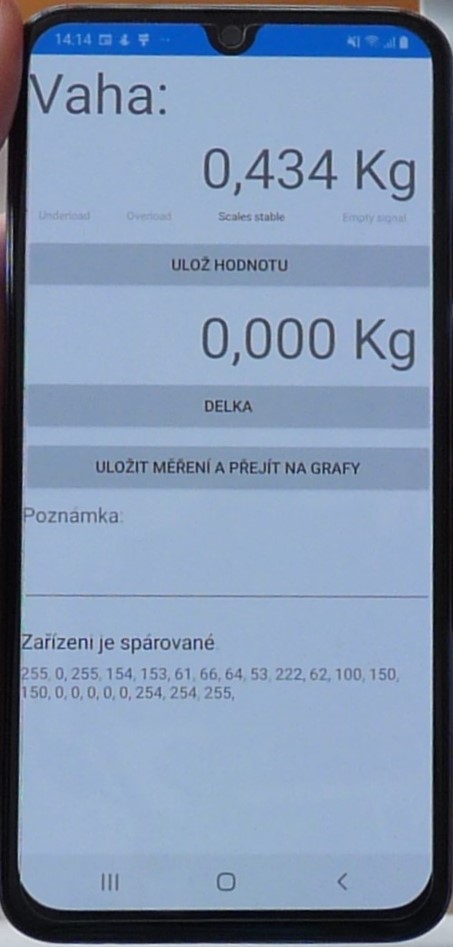 14:14
Vaha:
0,434 Kg
Underload Overload Scales stable Empty signal
ULOŽ HODNOTU
0,000 Kg
DELKA
ULOŽIT MĚŘENÍ A PŘEJÍT NA GRAFY
Poznámka:
Zařízeni je spárované
255, 0, 255, 154, 153, 61, 66, 64, 53, 222, 62, 100, 150,
150, 0, 0, 0, 0, 0, 254, 254, 255,